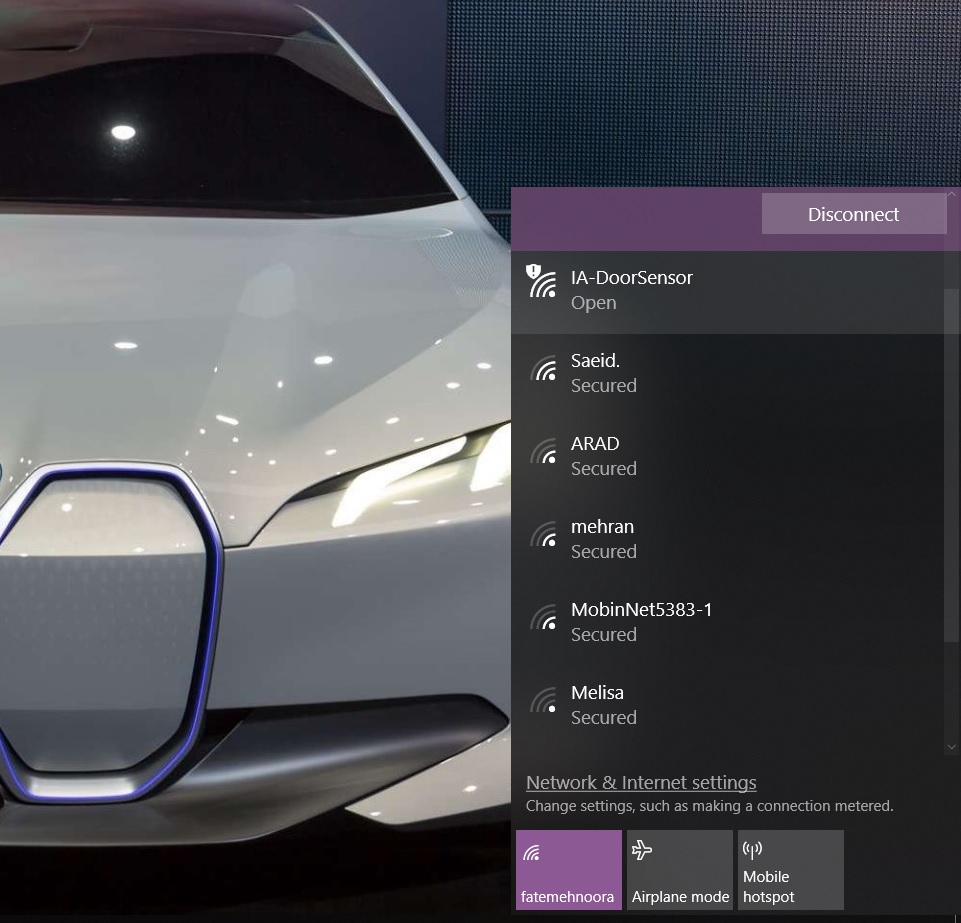 Disconnect
IA-DoorSensor
Open
Saeid.
Secured
ARAD
Secured
mehran
Secured
MobinNet5383-1
Secured
Melisa
Secured
Network & Internet settings
Change settings, such as making a connection metered.
fatemehnoora
Airplane mode
Mobile
hotspot